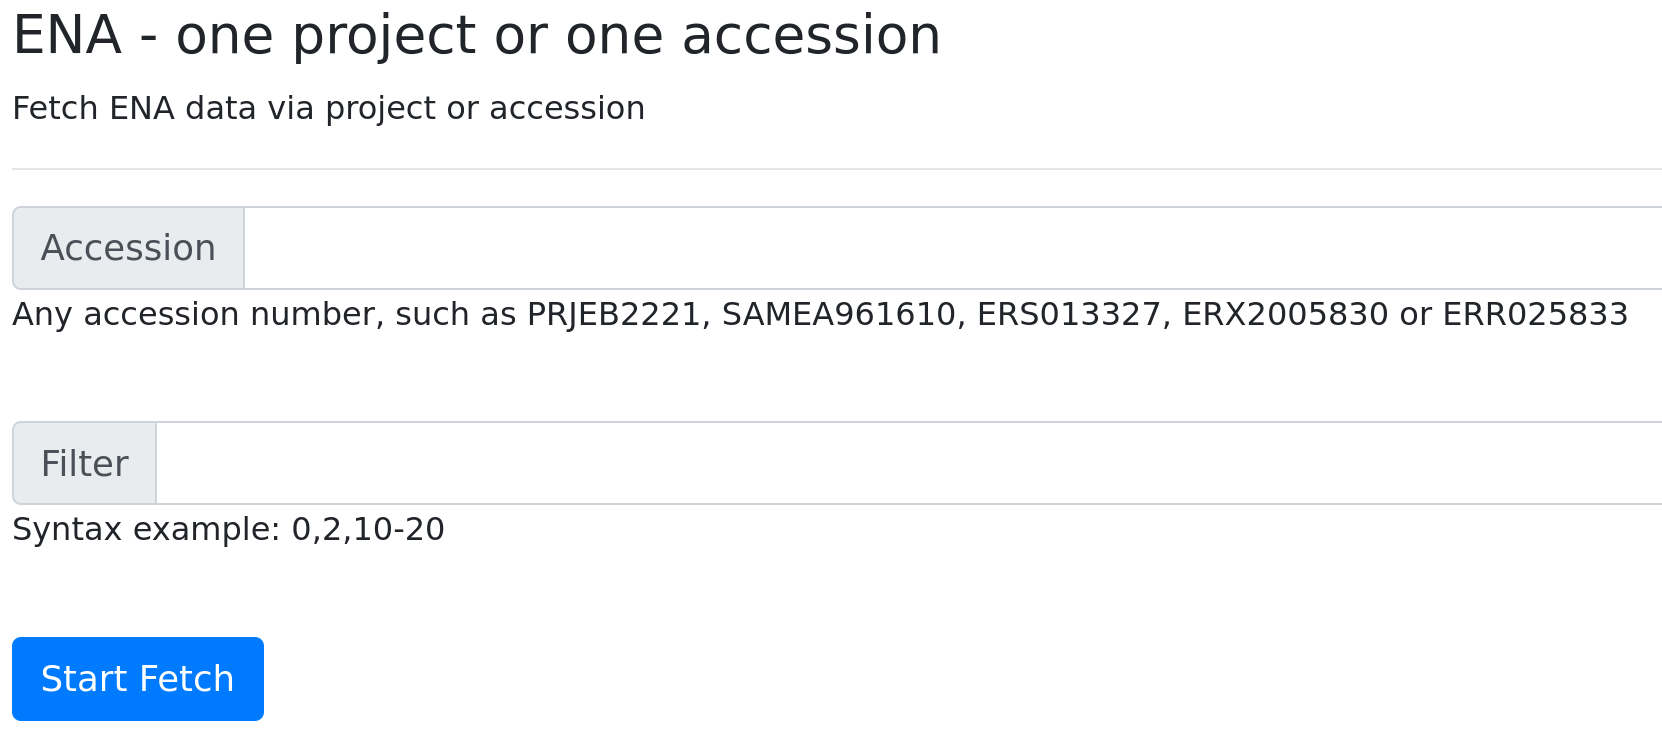 ENA - one project or one accession
Fetch ENA data via project or accession
Accession
Any accession number, such as PRJEB2221, SAMEA961610, ERS013327, ERX2005830 or ERR025833
Filter
Syntax example: 0,2,10-20
Start Fetch